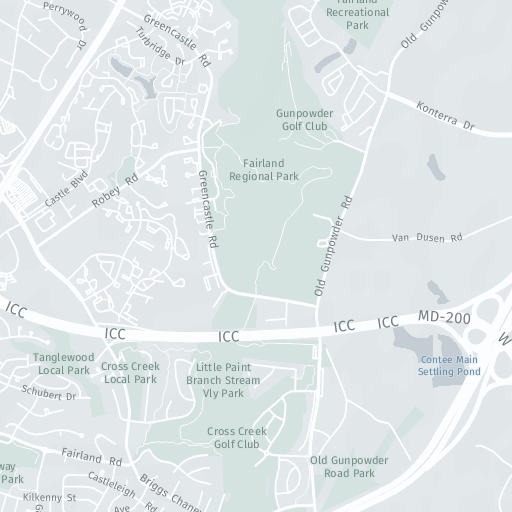 Perrywood Dr
Greencastle Rd
Turbridge Dr
Fairland
Recreational
Park
Old Gunpowder
Gunpowder
Golf Club
Konterra Dr
Fairland
Regional Park
Castle Blvd
Robey Rd
Greencastle Rd
Old Gunpowder Rd
Van Dusen Rd
ICC
ICC
ICC
ICC
ICC
MD-200
W
Tanglewood
Local Park
Cross Creek
Local Park
Little Paint
Branch Stream
Vly Park
Contee Main
Settling Pond
Schubert Dr
Cross Creek
Golf Club
Fairland Rd
way
Park
Castleleigh Rd
Briggs Chaney
Kilkenny St
Ave
Old Gunpowder
Road Park